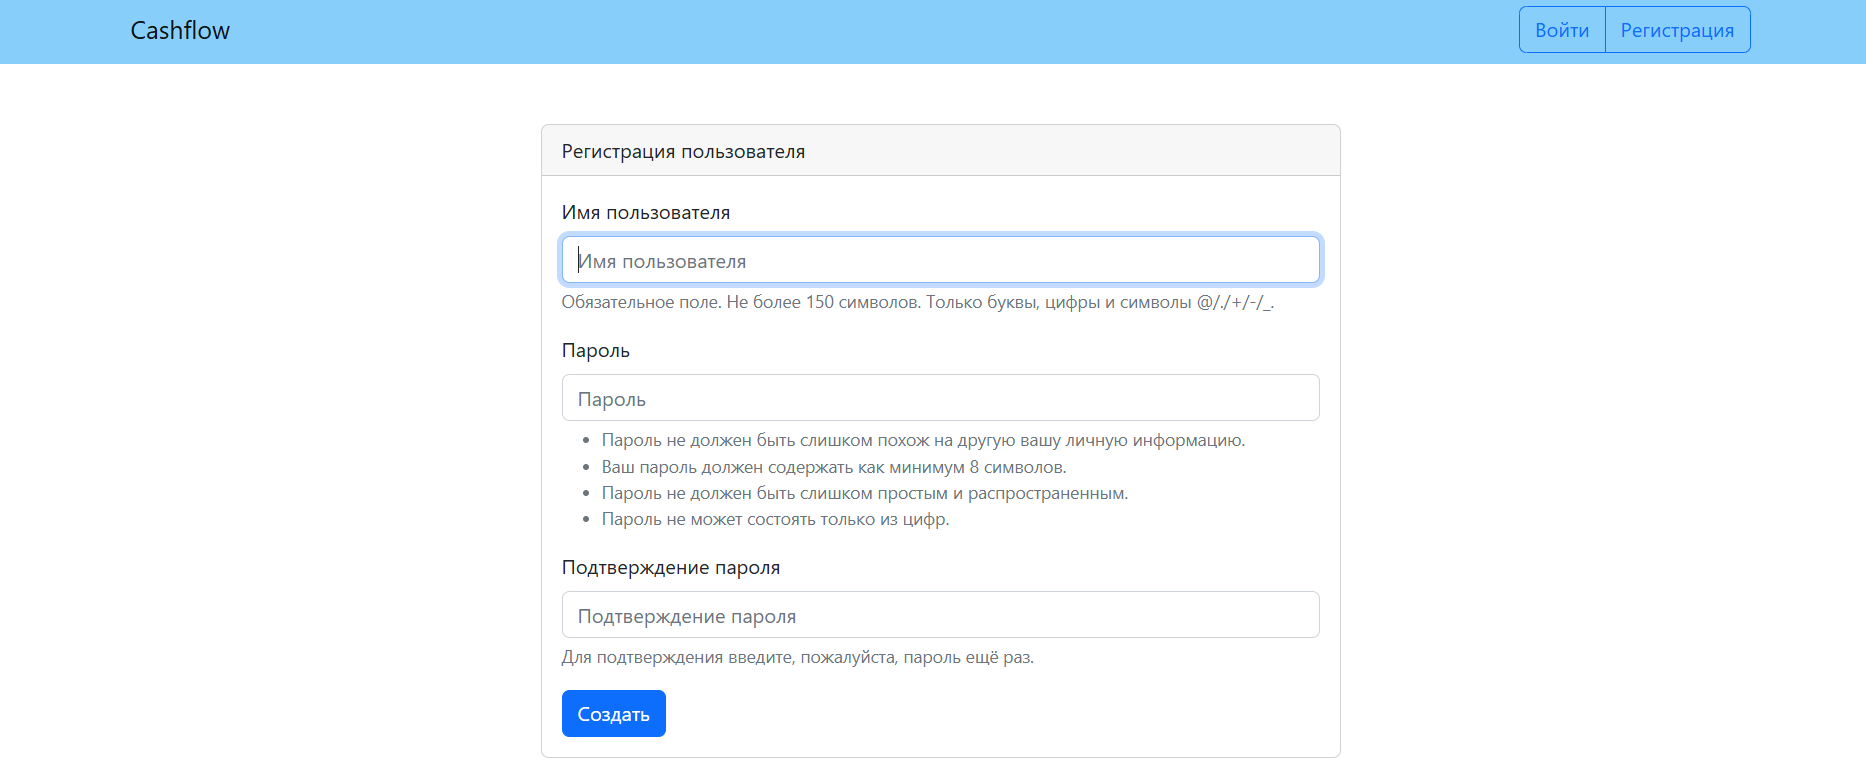 Cashflow
Войти
Регистрация
Регистрация пользователя
Имя пользователя
Имя пользователя
Обязательное поле. Не более 150 символов. Только буквы, цифры и символы @/./+/-/_.
Пароль
Пароль
• Пароль не должен быть слишком похож на другую вашу личную информацию.
• Ваш пароль должен содержать как минимум 8 символов.
• Пароль не должен быть слишком простым и распространенным.
• Пароль не может состоять только из цифр.
Подтверждение пароля
Подтверждение пароля
Для подтверждения введите, пожалуйста, пароль ещё раз.
Создать